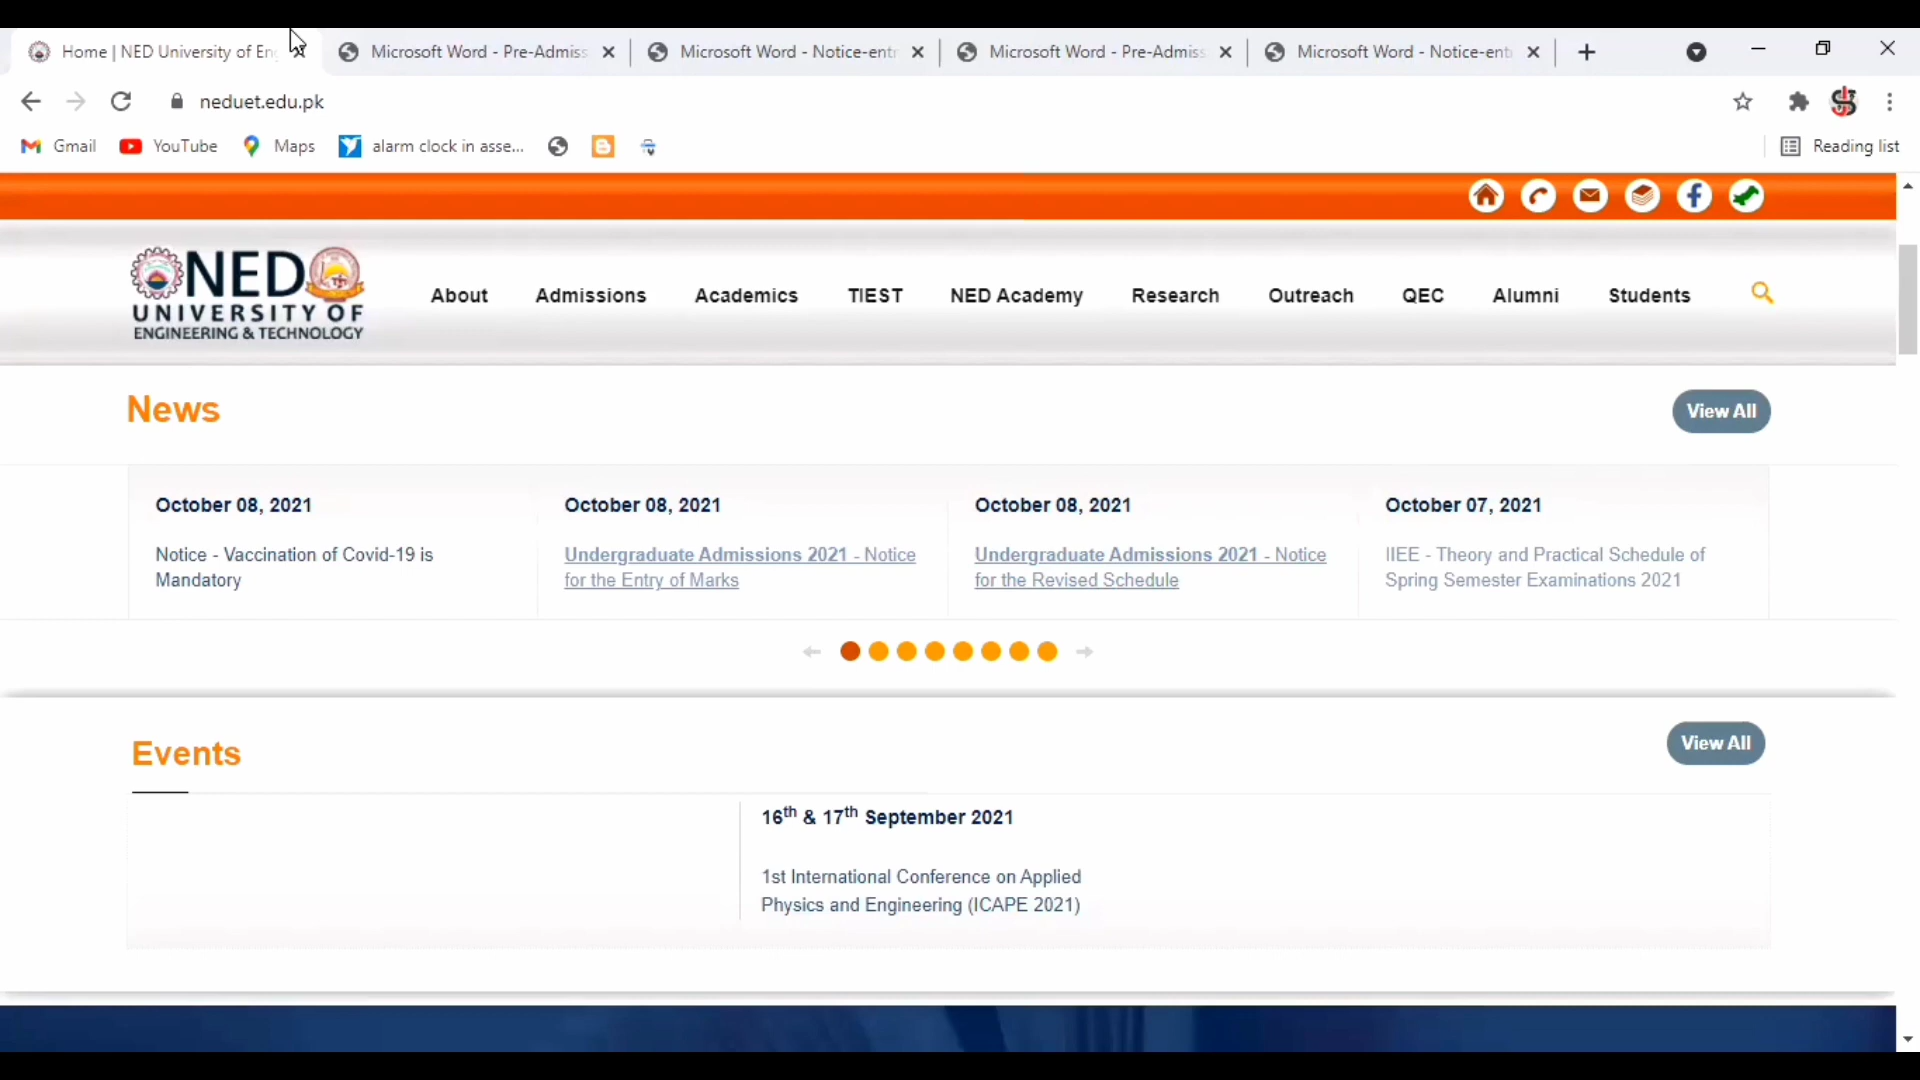 Home | NED University of En
Microsoft Word - Pre-Admiss
Microsoft Word - Notice-entr
Microsoft Word - Pre-Admiss
Microsoft Word - Notice-entr
neduet.edu.pk
Gmail
YouTube
Maps
alarm clock in asse...
Reading list
NED
UNIVERSITY OF
ENGINEERING & TECHNOLOGY
About
Admissions
Academics
TIEST
NED Academy
Research
Outreach
QEC
Alumni
Students
News
View All
October 08, 2021
Notice - Vaccination of Covid-19 is
Mandatory
October 08, 2021
Undergraduate Admissions 2021 - Notice
for the Entry of Marks
October 08, 2021
Undergraduate Admissions 2021 - Notice
for the Revised Schedule
October 07, 2021
IIEE - Theory and Practical Schedule of
Spring Semester Examinations 2021
Events
View All
16th & 17th September 2021
1st International Conference on Applied
Physics and Engineering (ICAPE 2021)